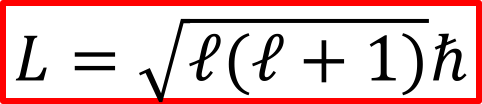 L = √ℓ(ℓ + 1)ℏ